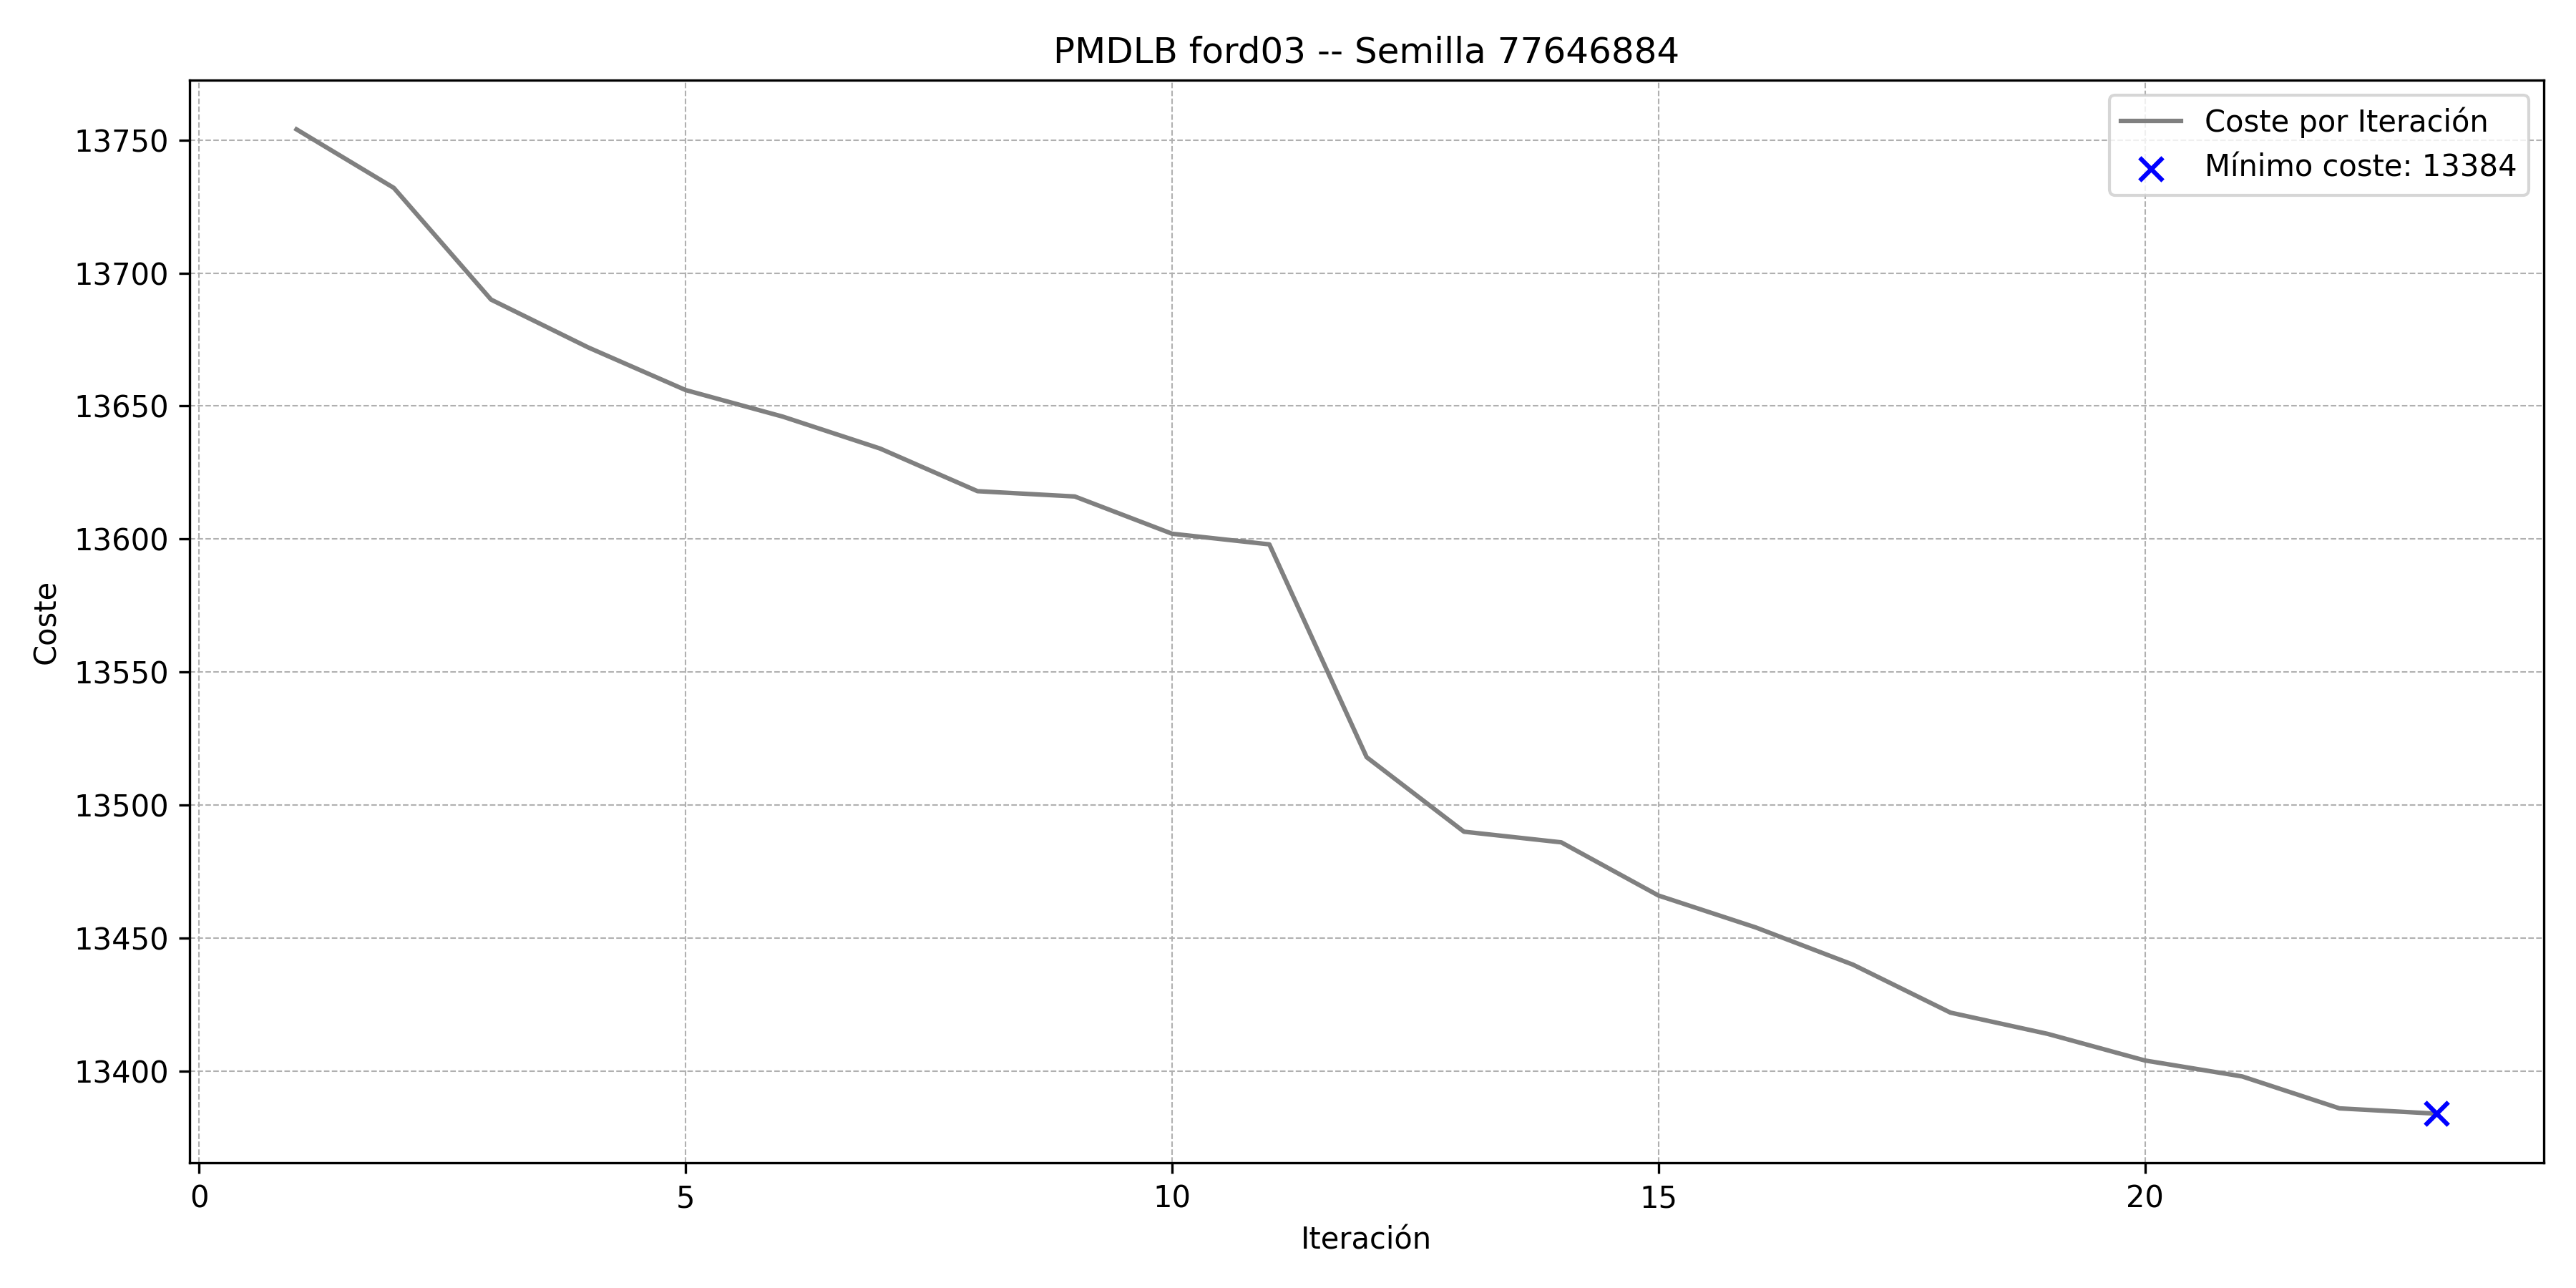 PMDLB ford03 -- Semilla 77646884
Coste por Iteración
Mínimo coste: 13384
13750
13700
13650
13600
13550
13500
13450
13400
Coste
0 5 10 15 20
Iteración